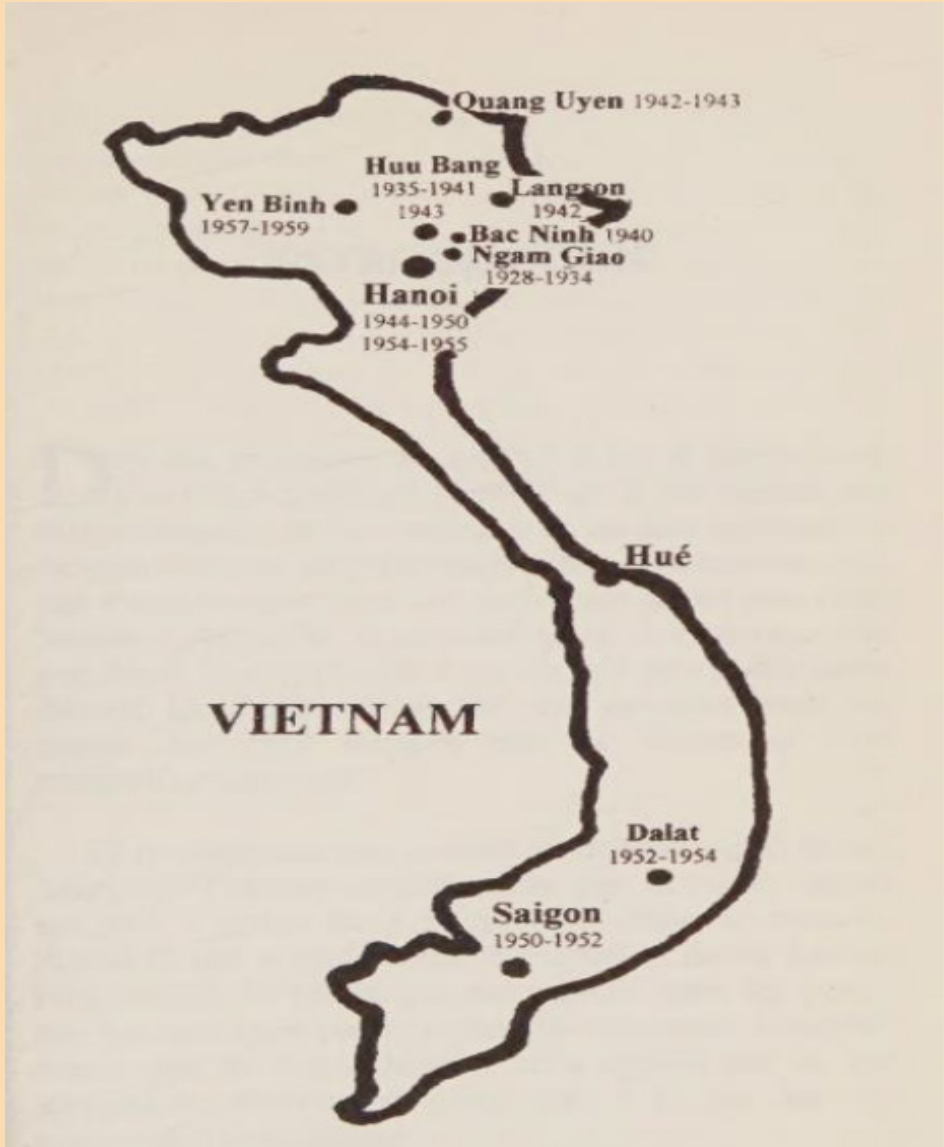 Quang Uyen 1942-1943
Huu Bang
1935-1941
1943
Langson
1942
Yen Binh
1957-1959
Bac Ninh 1940
Ngam Giao
1928-1934
Hanoi
1944-1950
1954-1955
Hué
VIETNAM
Dalat
1952-1954
Saigon
1950-1952